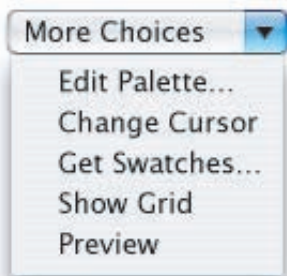 More Choices
Edit Palette...
Change Cursor
Get Swatches...
Show Grid
Preview